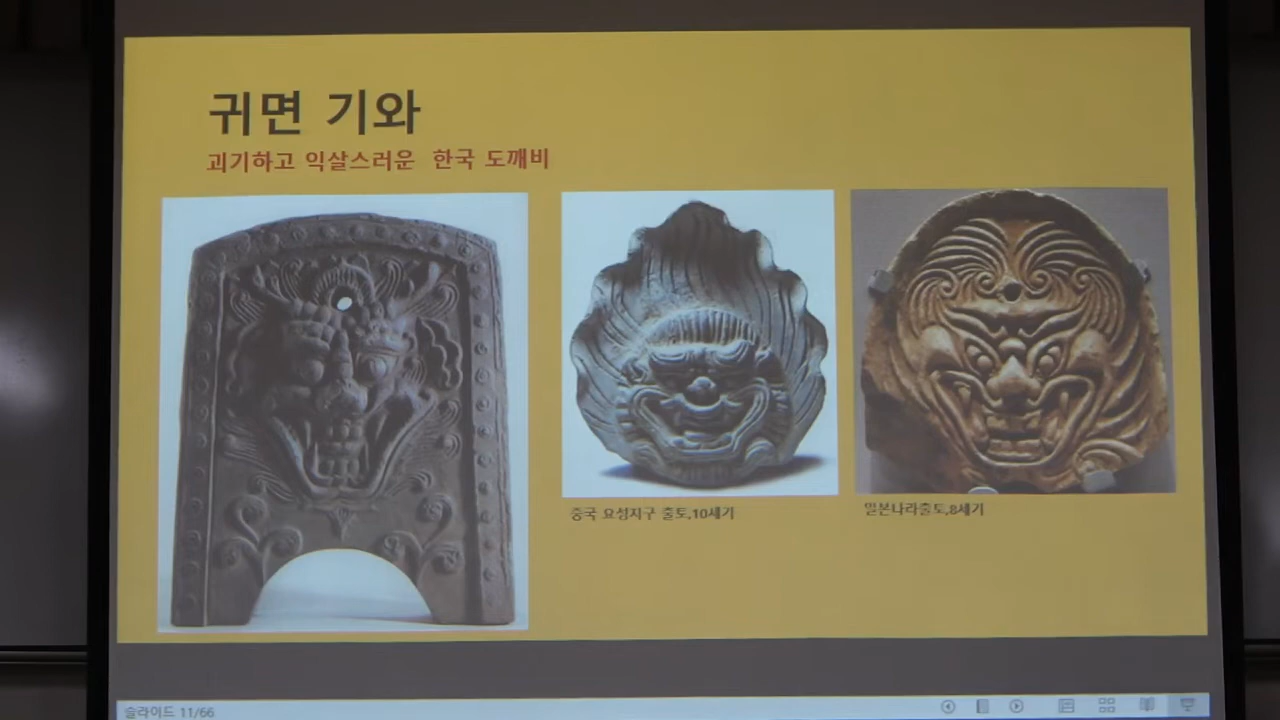 귀면 기와
괴기하고 익살스러운 한국 도깨비
중국 요성지구 출토,10세기
일본나라출토,8세기
슬라이드 11/66